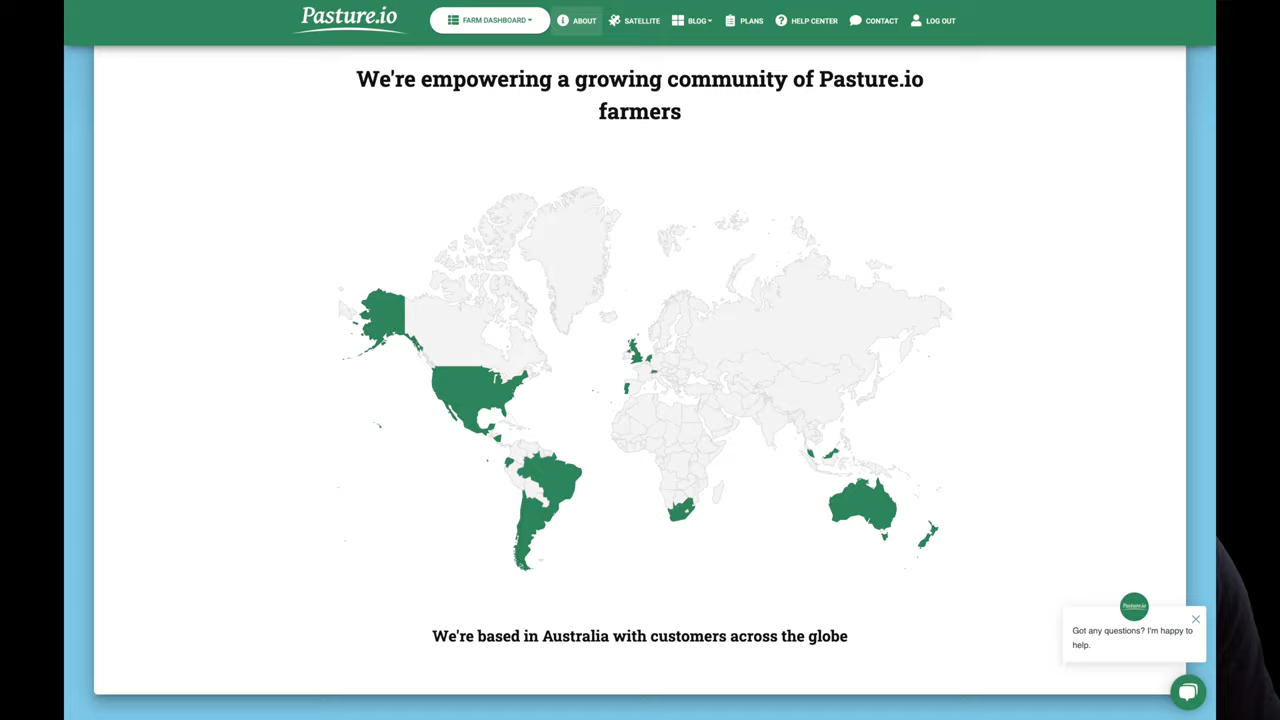 Pasture.io
FARM DASHBOARD
ABOUT
SATELLITE
BLOG
PLANS
HELP CENTER
CONTACT
LOG OUT
We're empowering a growing community of Pasture.io
farmers
We're based in Australia with customers across the globe
Pasture.io
Got any questions? I'm happy to
help.